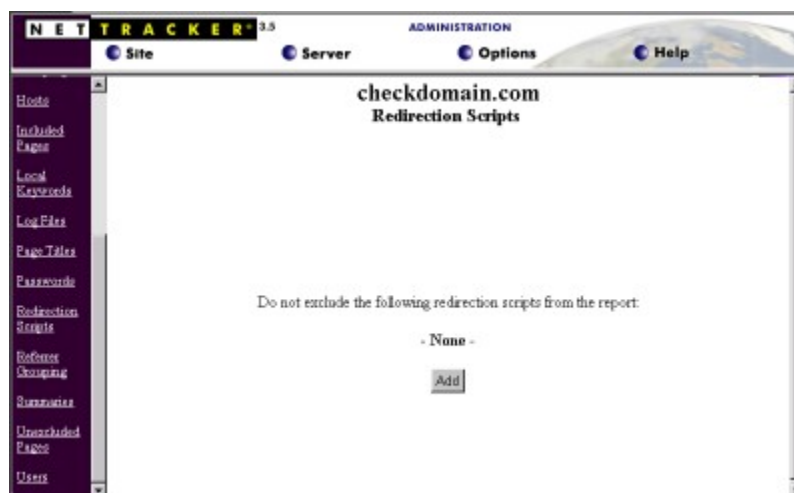 NET TRACKER® 3.5
ADMINISTRATION
Site
Server
Options
Help
checkdomain.com
Redirection Scripts
Hosts
Included
Pages
Local
Keywords
Log Files
Page Titles
Passwords
Redirection
Scripts
Referrer
Grouping
Summaries
Unexcluded
Pages
Users
Do not exclude the following redirection scripts from the report:
- None -
Add